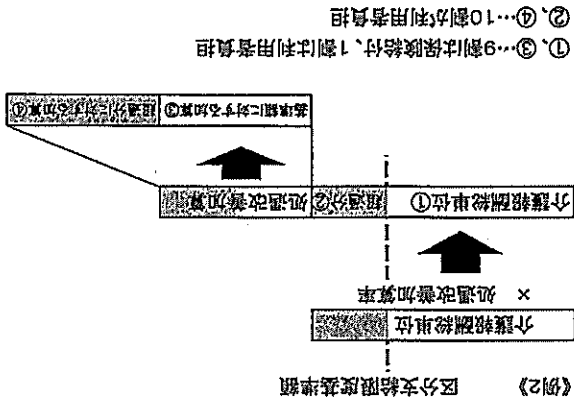 《例2》 区分支給限度基準額
介護報酬総単位
× 処遇改善加算率
介護報酬総単位① 超過分② 処遇改善加算
基準額に対する加算③ 超過分に対する加算④
①、③…9割は保険給付、1割は利用者負担
②、④…10割が利用者負担